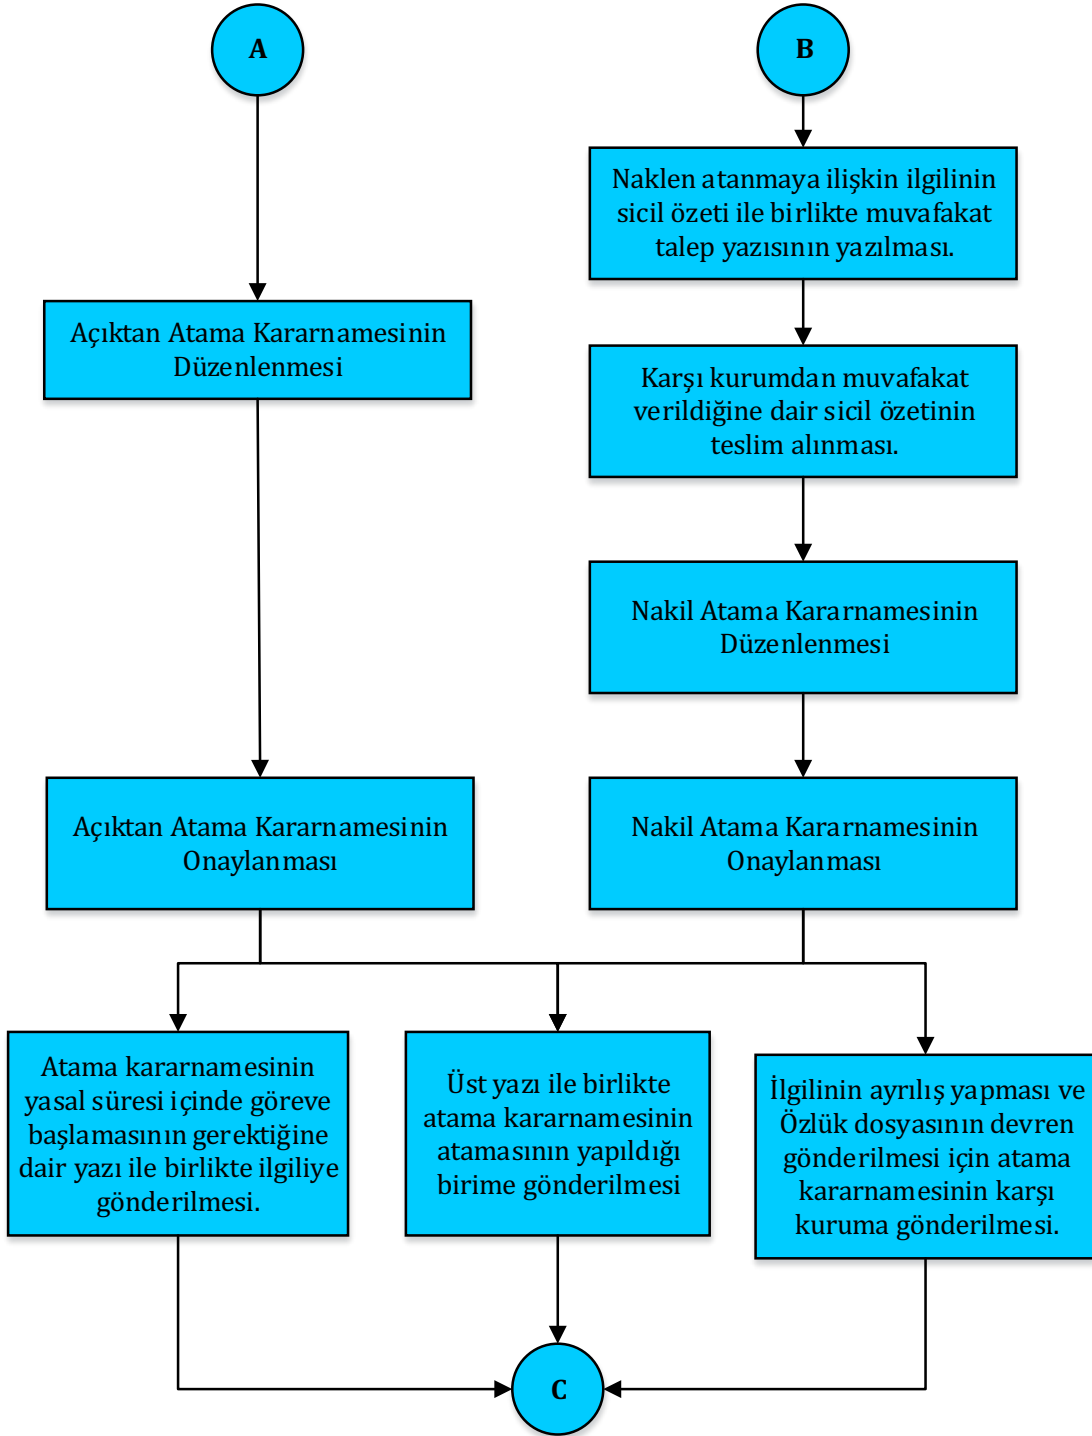 A
B
Naklen atanmaya ilişkin ilgilinin
sicil özeti ile birlikte muvafakat
talep yazısının yazılması.
Açıktan Atama Kararnamesinin
Düzenlenmesi
Karşı kurumdan muvafakat
verildiğine dair sicil özetinin
teslim alınması.
Nakil Atama Kararnamesinin
Düzenlenmesi
Açıktan Atama Kararnamesinin
Onaylanması
Nakil Atama Kararnamesinin
Onaylanması
Atama kararnamesinin
yasal süresi içinde göreve
başlamasının gerektiğine
dair yazı ile birlikte ilgiliye
gönderilmesi.
Üst yazı ile birlikte
atama kararnamesinin
atamasının yapıldığı
birime gönderilmesi
İlgilinin ayrılış yapması ve
Özlük dosyasının devren
gönderilmesi için atama
kararnamesinin karşı
kuruma gönderilmesi.
C